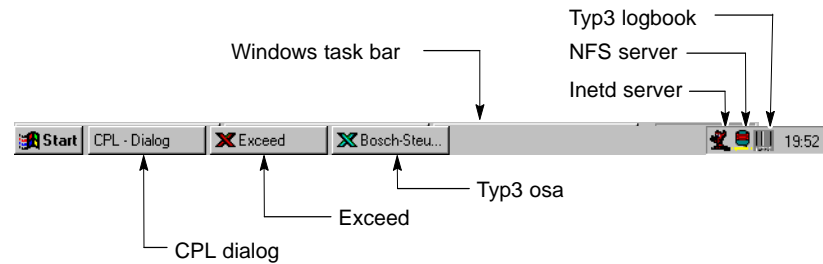 Typ3 logbook
Windows task bar
NFS server
Inetd server
Start
CPL - Dialog
Exceed
Bosch-Steu...
19:52
Typ3 osa
Exceed
CPL dialog